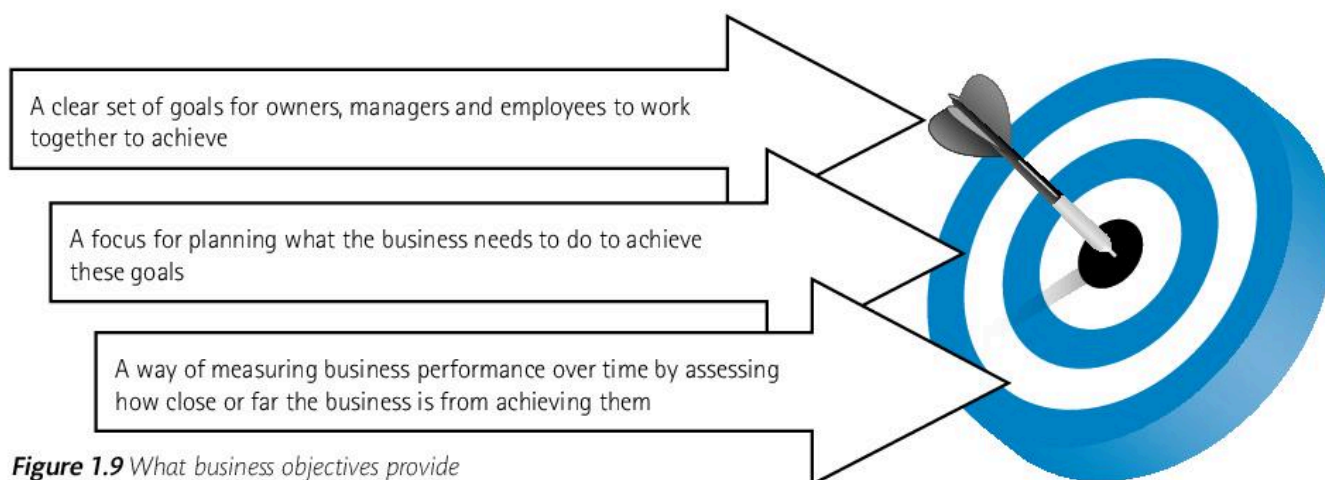 A clear set of goals for owners, managers and employees to work
together to achieve
A focus for planning what the business needs to do to achieve
these goals
A way of measuring business performance over time by assessing
how close or far the business is from achieving them
Figure 1.9 What business objectives provide